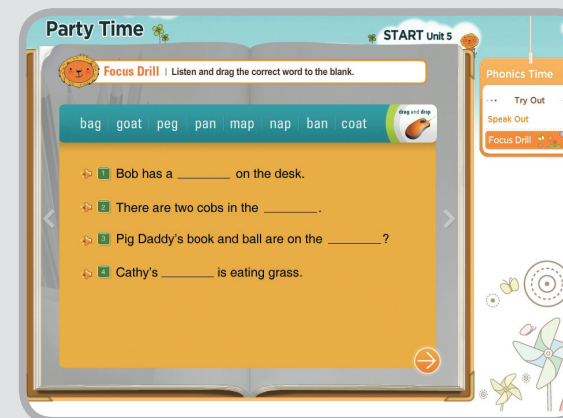 Party Time
START Unit 5
Focus Drill | Listen and drag the correct word to the blank.
bag goat peg pan map nap ban coat
drag and drop
1 Bob has a ________ on the desk.
2 There are two cobs in the ________.
3 Pig Daddy's book and ball are on the ________?
4 Cathy's ________ is eating grass.
Phonics Time
Try Out
Speak Out
Focus Drill